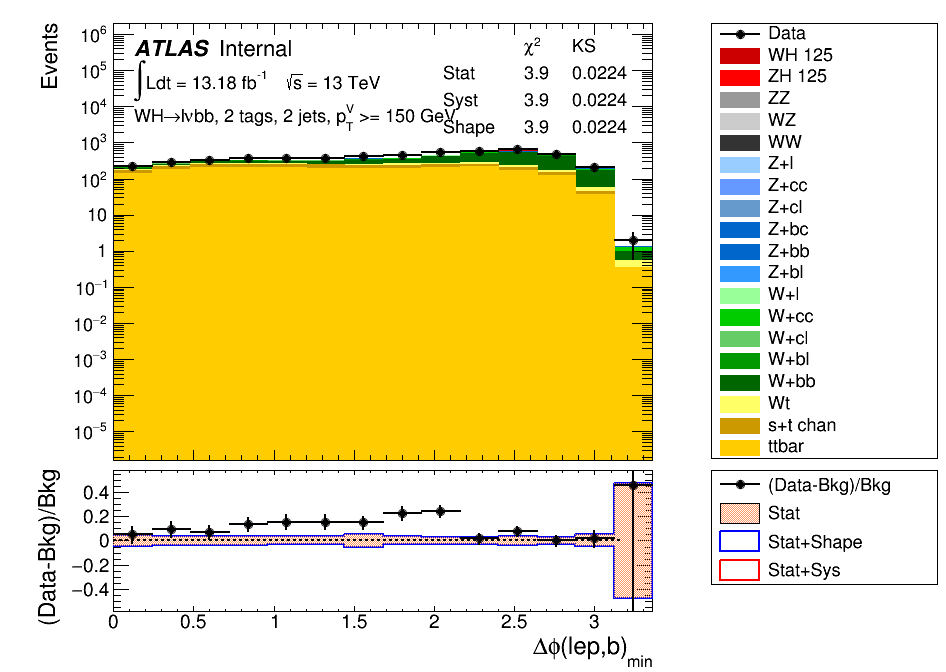 Events
10⁶
10⁵
10⁴
10³
10²
10
1
10⁻¹
10⁻²
10⁻³
10⁻⁴
10⁻⁵
ATLAS Internal
∫Ldt = 13.18 fb⁻¹ √s = 13 TeV
WH→lνbb, 2 tags, 2 jets, p_T^V >= 150 GeV
χ² KS
Stat 3.9 0.0224
Syst 3.9 0.0224
Shape 3.9 0.0224
Data
WH 125
ZH 125
ZZ
WZ
WW
Z+l
Z+cc
Z+cl
Z+bc
Z+bb
Z+bl
W+l
W+cc
W+cl
W+bl
W+bb
Wt
s+t chan
ttbar
(Data-Bkg)/Bkg
0.4
0.2
0
−0.2
−0.4
0 0.5 1 1.5 2 2.5 3
Δϕ(lep,b)_min
(Data-Bkg)/Bkg
Stat
Stat+Shape
Stat+Sys